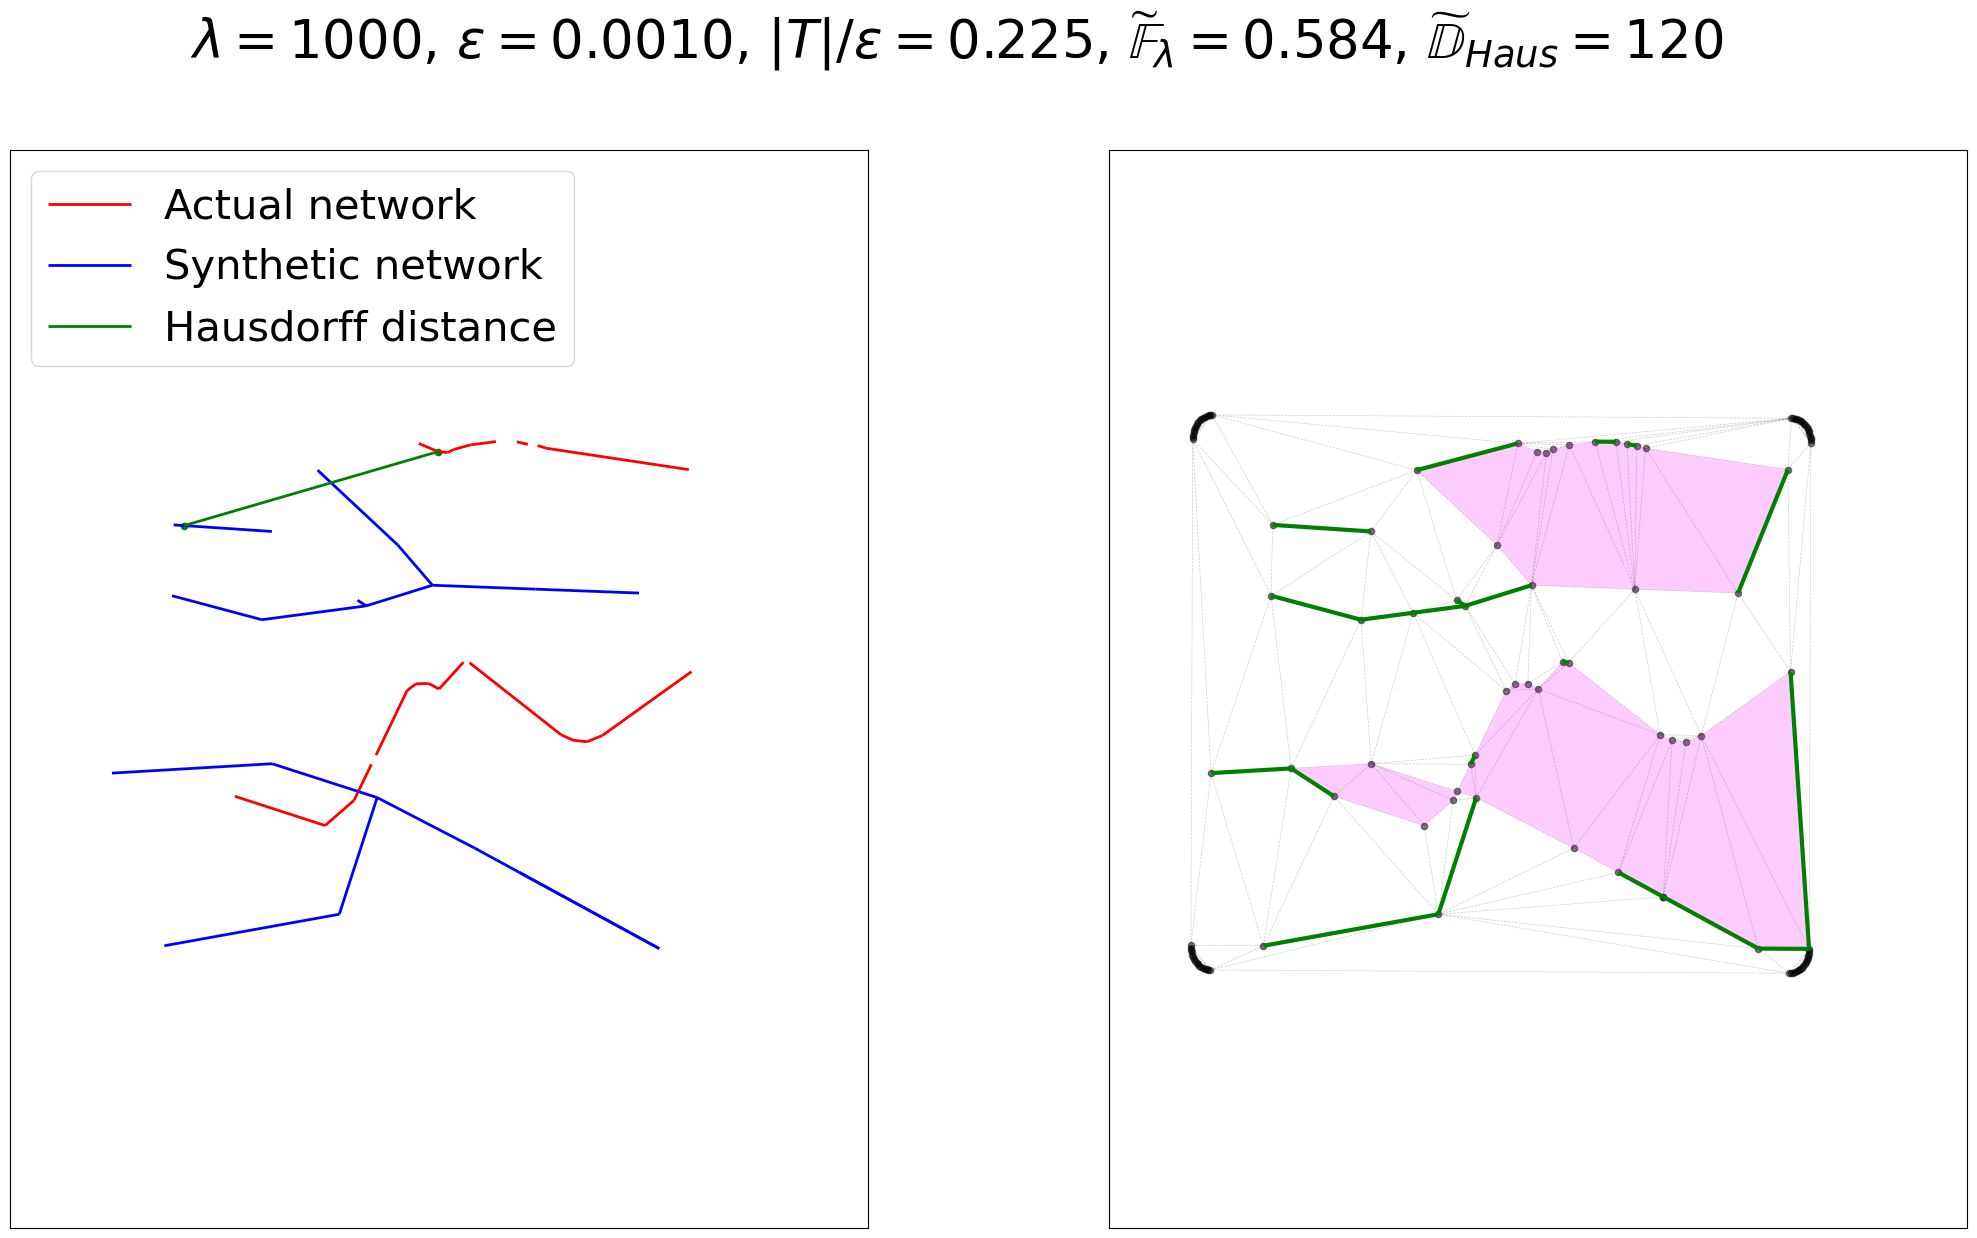 λ = 1000, ε = 0.0010, |T|/ε = 0.225, 𝔽̃_λ = 0.584, 𝔻̃_Haus = 120
Actual network
Synthetic network
Hausdorff distance